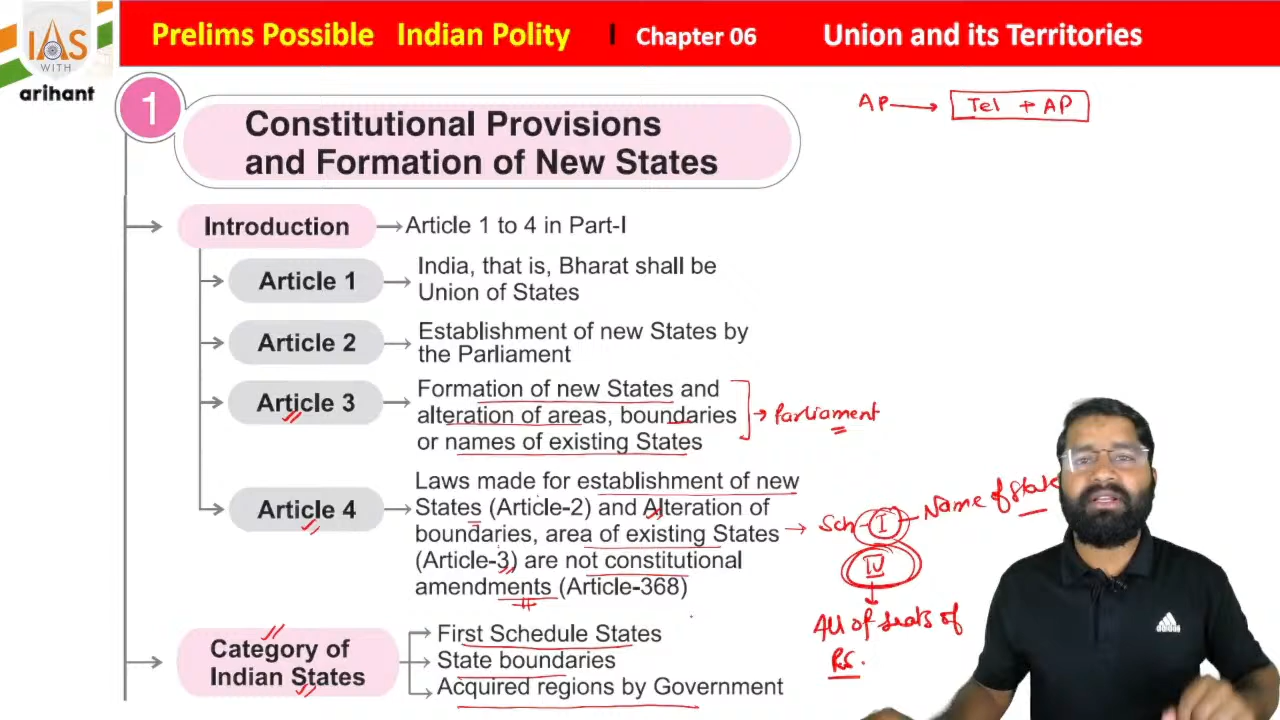 IAS
WITH
arihant
Prelims Possible Indian Polity | Chapter 06 Union and its Territories
1
Constitutional Provisions
and Formation of New States
AP → Tel + AP
Introduction → Article 1 to 4 in Part-I
Article 1 → India, that is, Bharat shall be
Union of States
Article 2 → Establishment of new States by
the Parliament
Article 3 → Formation of new States and
alteration of areas, boundaries
or names of existing States
→ Parliament
Article 4 → Laws made for establishment of new
States (Article-2) and Alteration of
boundaries, area of existing States
(Article-3) are not constitutional
amendments (Article-368)
→ Sch - I - Name of State
IV
All of seats of
RS.
Category of
Indian States
First Schedule States
State boundaries
Acquired regions by Government